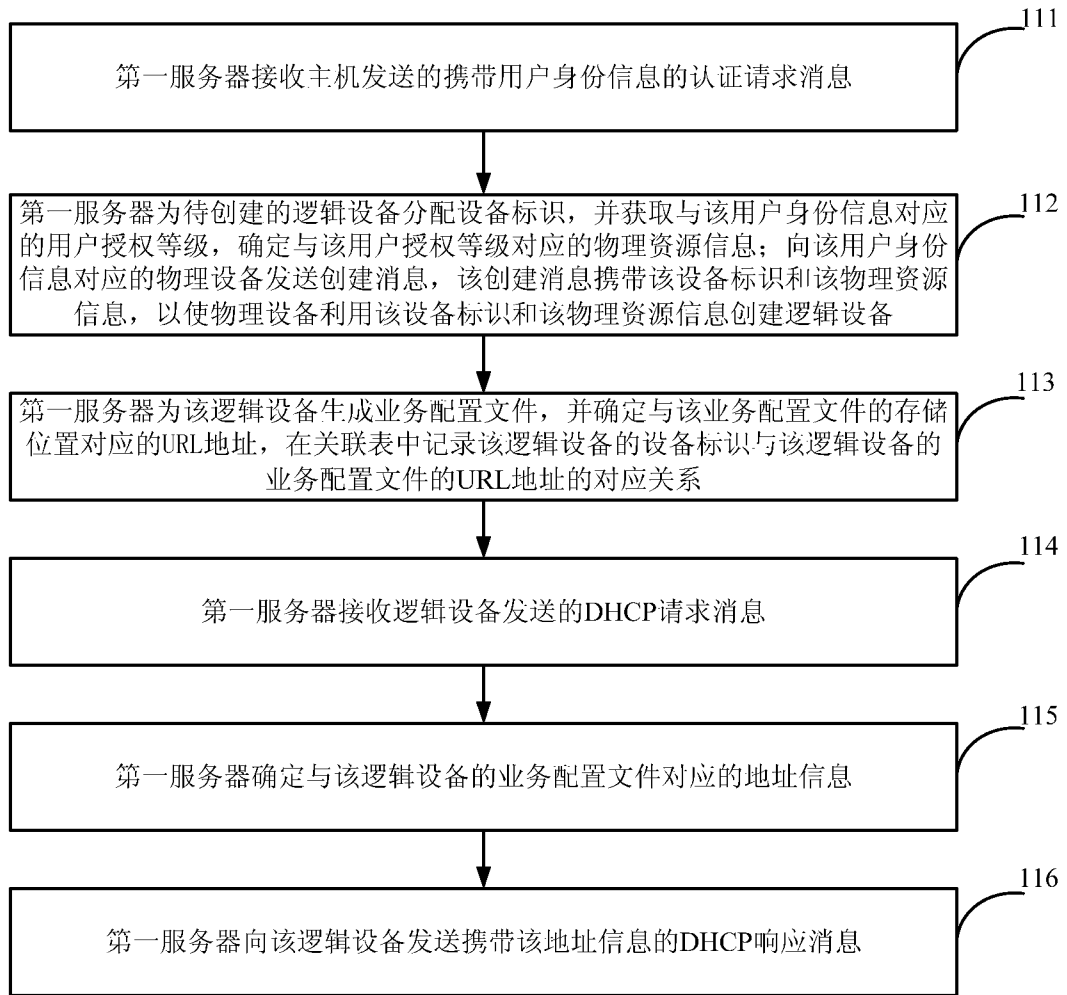 111
第一服务器接收主机发送的携带用户身份信息的认证请求消息
112
第一服务器为待创建的逻辑设备分配设备标识，并获取与该用户身份信息对应
的用户授权等级，确定与该用户授权等级对应的物理资源信息；向该用户身份
信息对应的物理设备发送创建消息，该创建消息携带该设备标识和该物理资源
信息，以使物理设备利用该设备标识和该物理资源信息创建逻辑设备
113
第一服务器为该逻辑设备生成业务配置文件，并确定与该业务配置文件的存储
位置对应的URL地址，在关联表中记录该逻辑设备的设备标识与该逻辑设备的
业务配置文件的URL地址的对应关系
114
第一服务器接收逻辑设备发送的DHCP请求消息
115
第一服务器确定与该逻辑设备的业务配置文件对应的地址信息
116
第一服务器向该逻辑设备发送携带该地址信息的DHCP响应消息